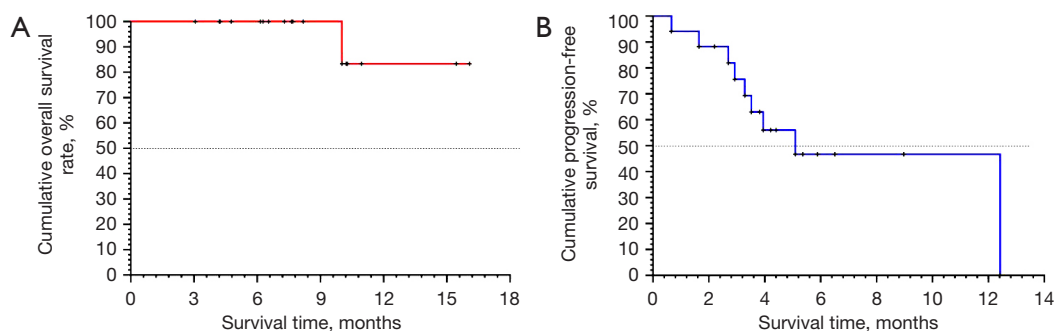 A
100
90
80
70
60
50
40
30
20
10
0
Cumulative overall survival
rate, %
0 3 6 9 12 15 18
Survival time, months
B
100
90
80
70
60
50
40
30
20
10
0
Cumulative progression-free
survival, %
0 2 4 6 8 10 12 14
Survival time, months